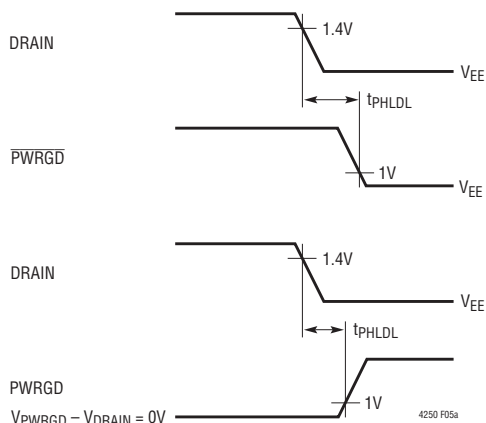 DRAIN
1.4V
VEE
tPHLDL
PWRGD
1V
VEE
DRAIN
1.4V
VEE
tPHLDL
PWRGD
1V
VPWRGD – VDRAIN = 0V
4250 F05a